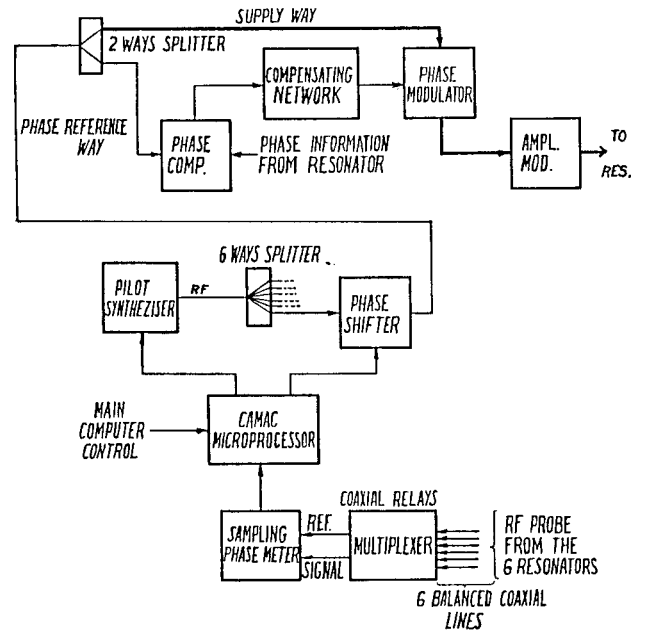 SUPPLY WAY
2 WAYS SPLITTER
COMPENSATING
NETWORK
PHASE
MODULATOR
PHASE REFERENCE
WAY
PHASE
COMP.
PHASE INFORMATION
FROM RESONATOR
AMPL.
MOD.
TO
RES.
6 WAYS SPLITTER
PILOT
SYNTHEZISER
RF
PHASE
SHIFTER
MAIN
COMPUTER
CONTROL
CAMAC
MICROPROCESSOR
COAXIAL RELAYS
SAMPLING
PHASE METER
REF.
SIGNAL
MULTIPLEXER
RF PROBE
FROM THE
6 RESONATORS
6 BALANCED COAXIAL
LINES